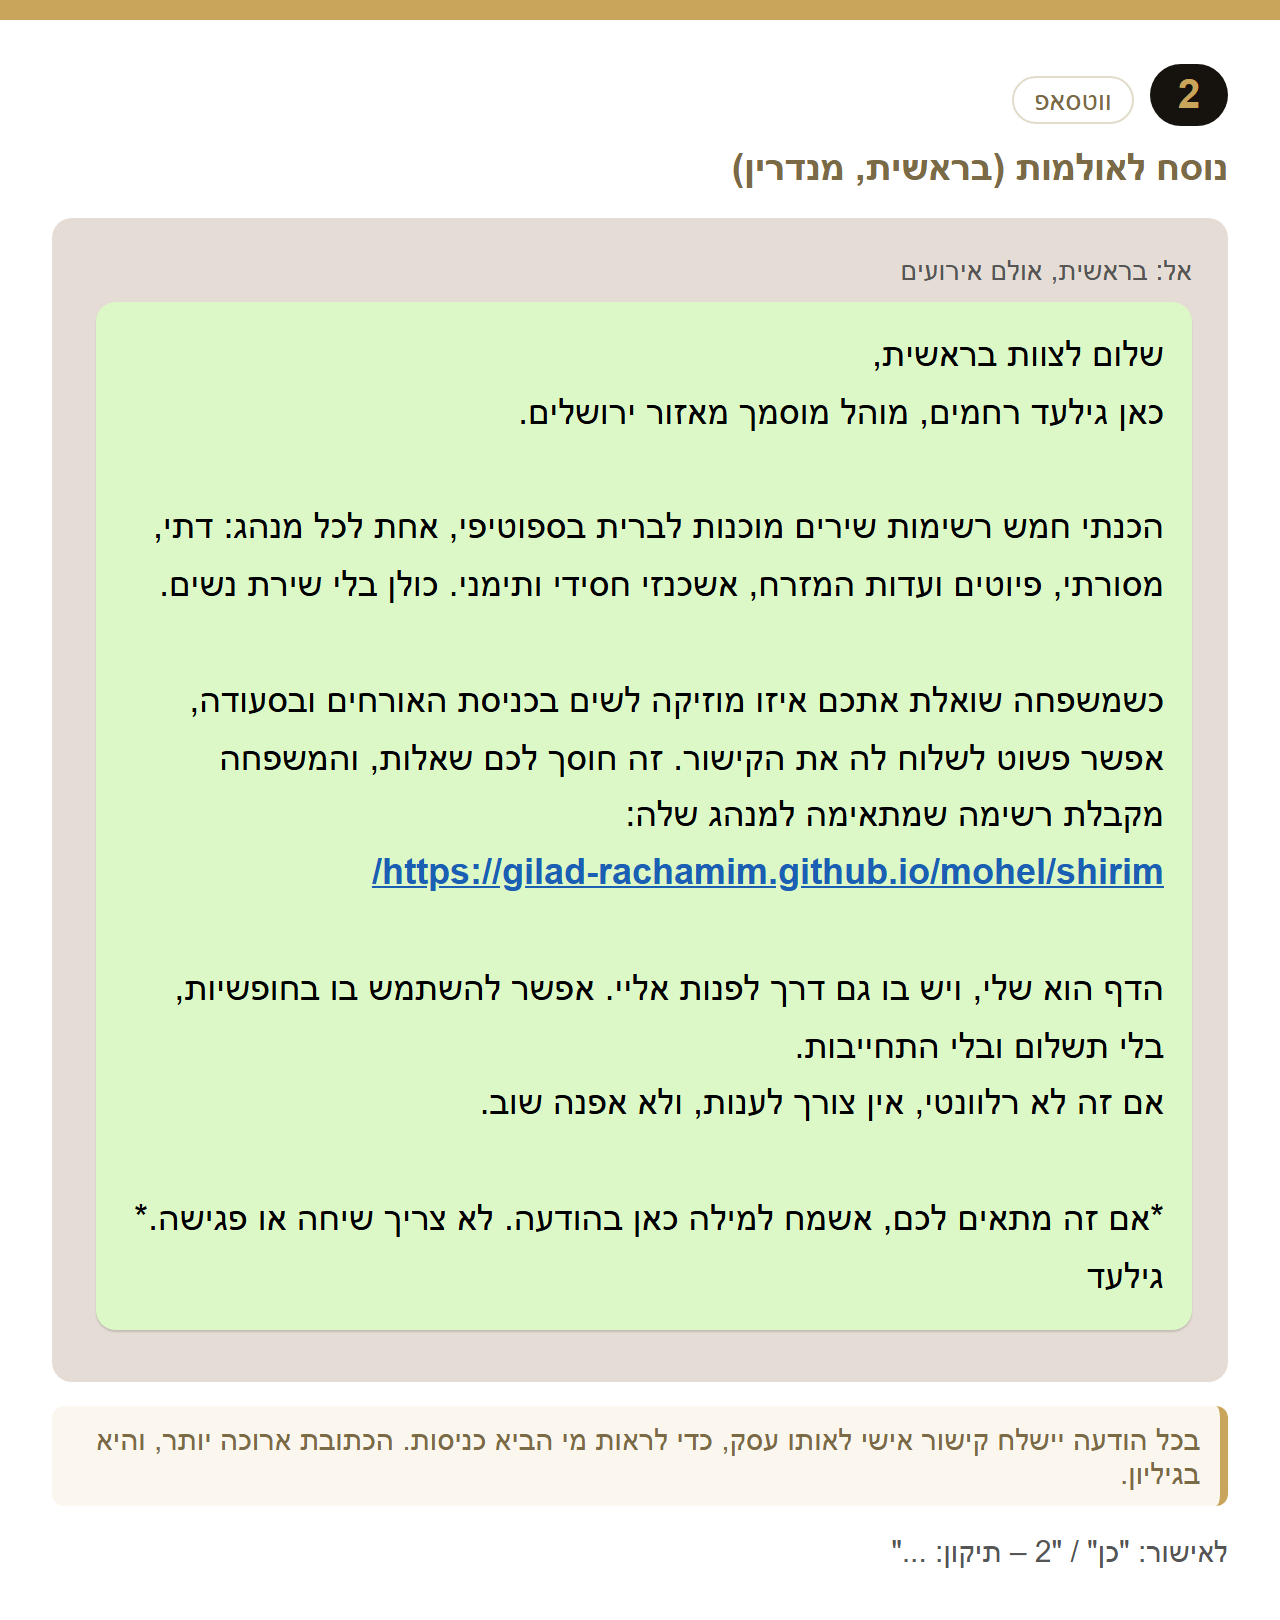 2
ווטסאפ
נוסח לאולמות (בראשית, מנדרין)
אל: בראשית, אולם אירועים
שלום לצוות בראשית,
כאן גילעד רחמים, מוהל מוסמך מאזור ירושלים.
הכנתי חמש רשימות שירים מוכנות לברית בספוטיפי, אחת לכל מנהג: דתי,
מסורתי, פיוטים ועדות המזרח, אשכנזי חסידי ותימני. כולן בלי שירת נשים.
כשמשפחה שואלת אתכם איזו מוזיקה לשים בכניסת האורחים ובסעודה,
אפשר פשוט לשלוח לה את הקישור. זה חוסך לכם שאלות, והמשפחה
מקבלת רשימה שמתאימה למנהג שלה:
https://gilad-rachamim.github.io/mohel/shirim/
הדף הוא שלי, ויש בו גם דרך לפנות אליי. אפשר להשתמש בו בחופשיות,
בלי תשלום ובלי התחייבות.
אם זה לא רלוונטי, אין צורך לענות, ולא אפנה שוב.
*אם זה מתאים לכם, אשמח למילה כאן בהודעה. לא צריך שיחה או פגישה.*
גילעד
בכל הודעה יישלח קישור אישי לאותו עסק, כדי לראות מי הביא כניסות. הכתובת ארוכה יותר, והיא
בגיליון.
לאישור: "כן" / "2 – תיקון: ..."